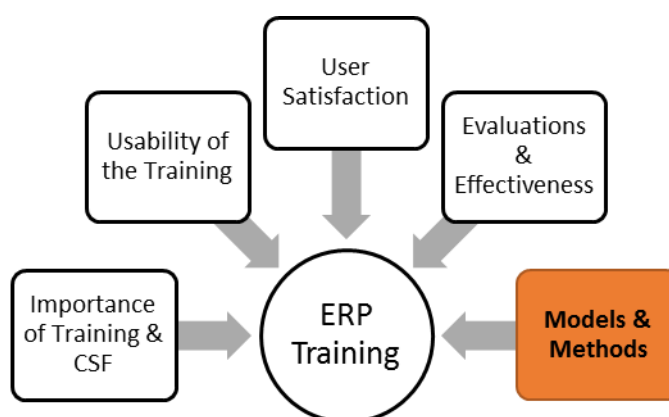 User
Satisfaction
Usability of
the Training
Evaluations
&
Effectiveness
Importance
of Training &
CSF
ERP
Training
Models &
Methods